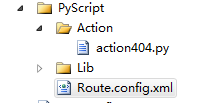 PyScript
Action
action404.py
Lib
Route.config.xml